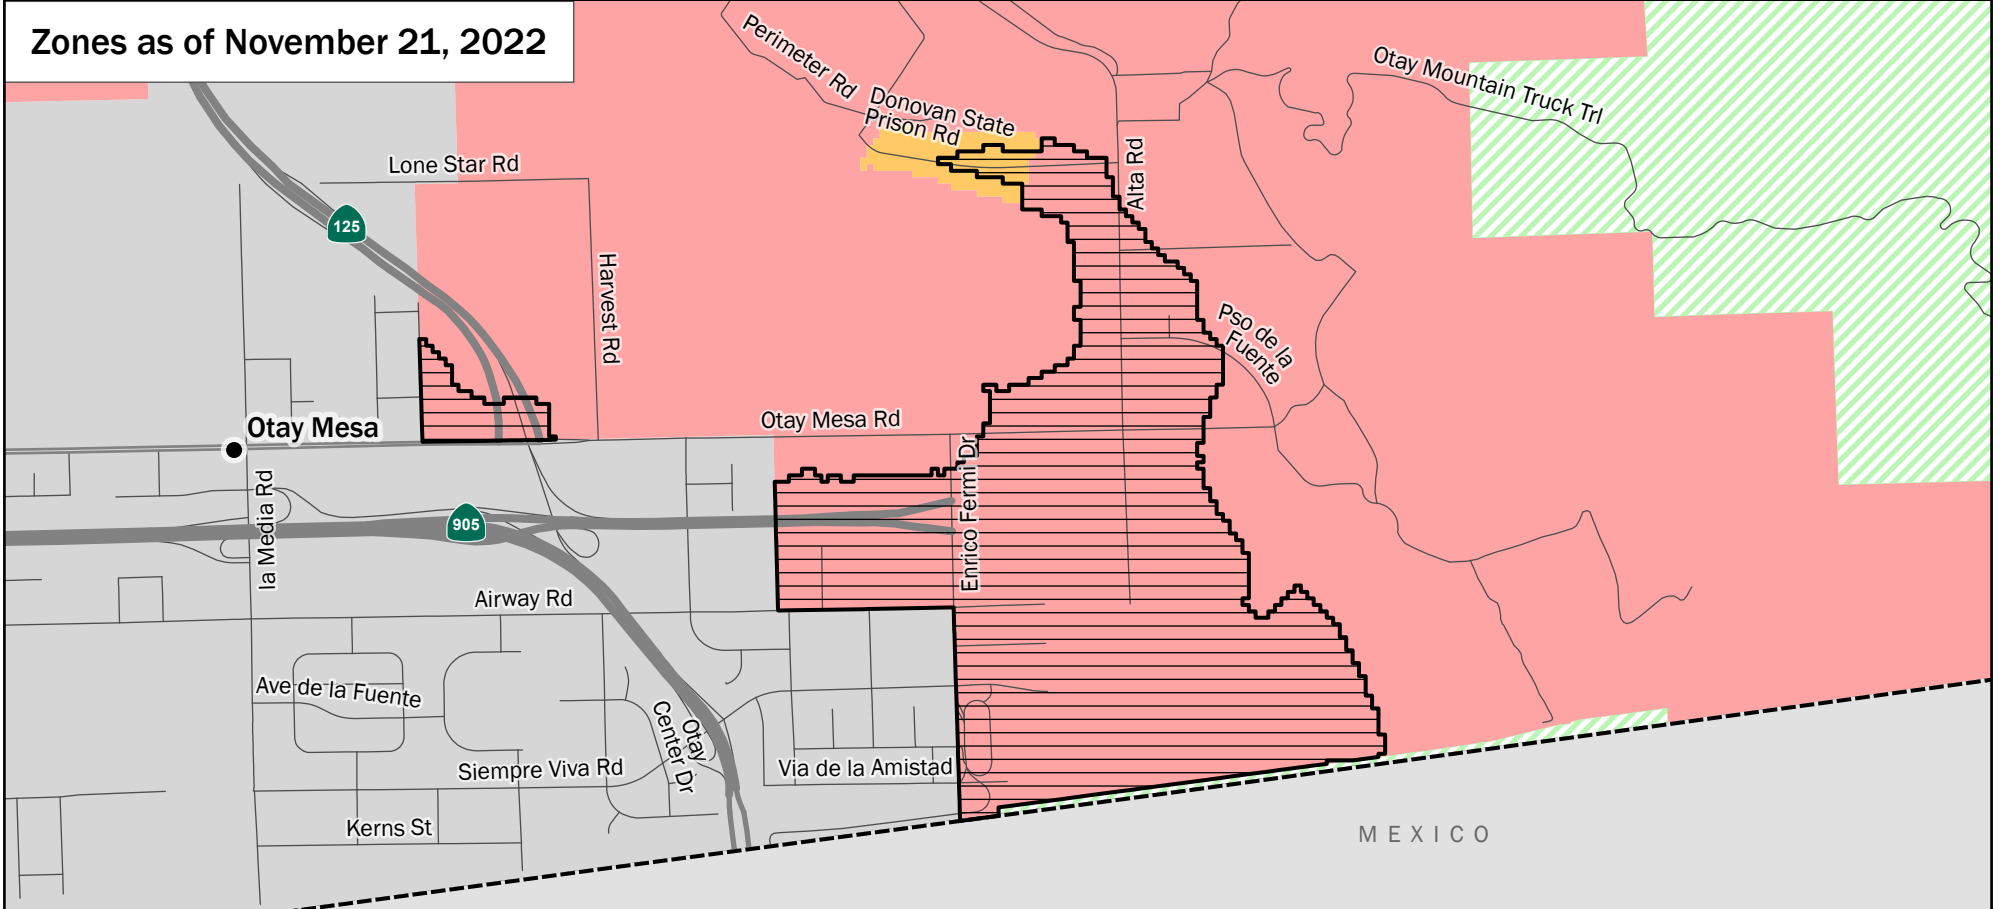 Zones as of November 21, 2022
Perimeter Rd
Donovan State
Prison Rd
Otay Mountain Truck Trl
Lone Star Rd
Alta Rd
125
Harvest Rd
Pso de la
Fuente
Otay Mesa Rd
Otay Mesa
Enrico Fermi Dr
la Media Rd
905
Airway Rd
Ave de la Fuente
Otay
Center Dr
Siempre Viva Rd
Via de la Amistad
Kerns St
MEXICO